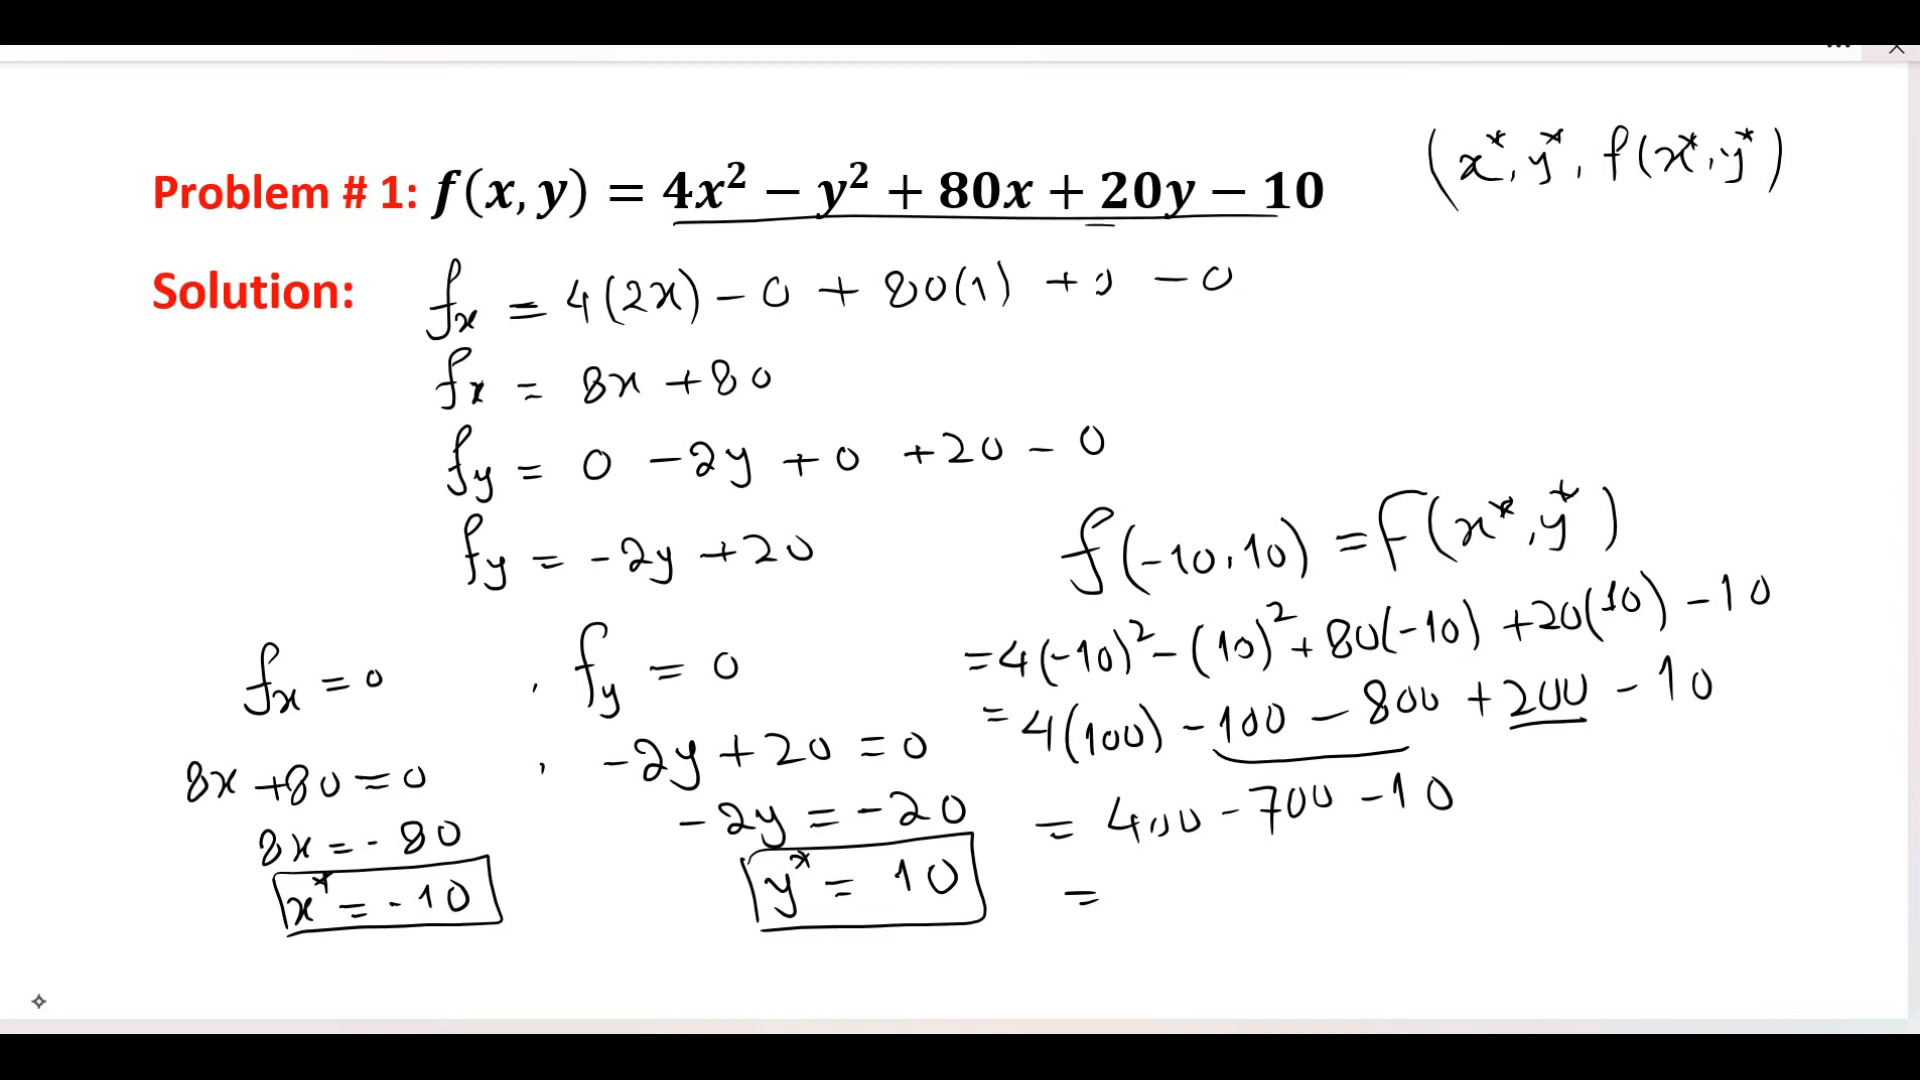 Problem # 1: f(x, y) = 4x² − y² + 80x + 20y − 10
(x*, y*, f(x*, y*)
Solution:
fx = 4(2x) - 0 + 80(1) + 0 - 0
fx = 8x + 80
fy = 0 - 2y + 0 + 20 - 0
fy = -2y + 20
fx = 0 , fy = 0
8x + 80 = 0 , -2y + 20 = 0
8x = - 80
-2y = -20
x* = - 10
y* = 10
f(-10, 10) = F(x*, y*)
= 4(-10)² - (10)² + 80(-10) + 20(10) - 10
= 4(100) - 100 - 800 + 200 - 10
= 400 - 700 - 10
=